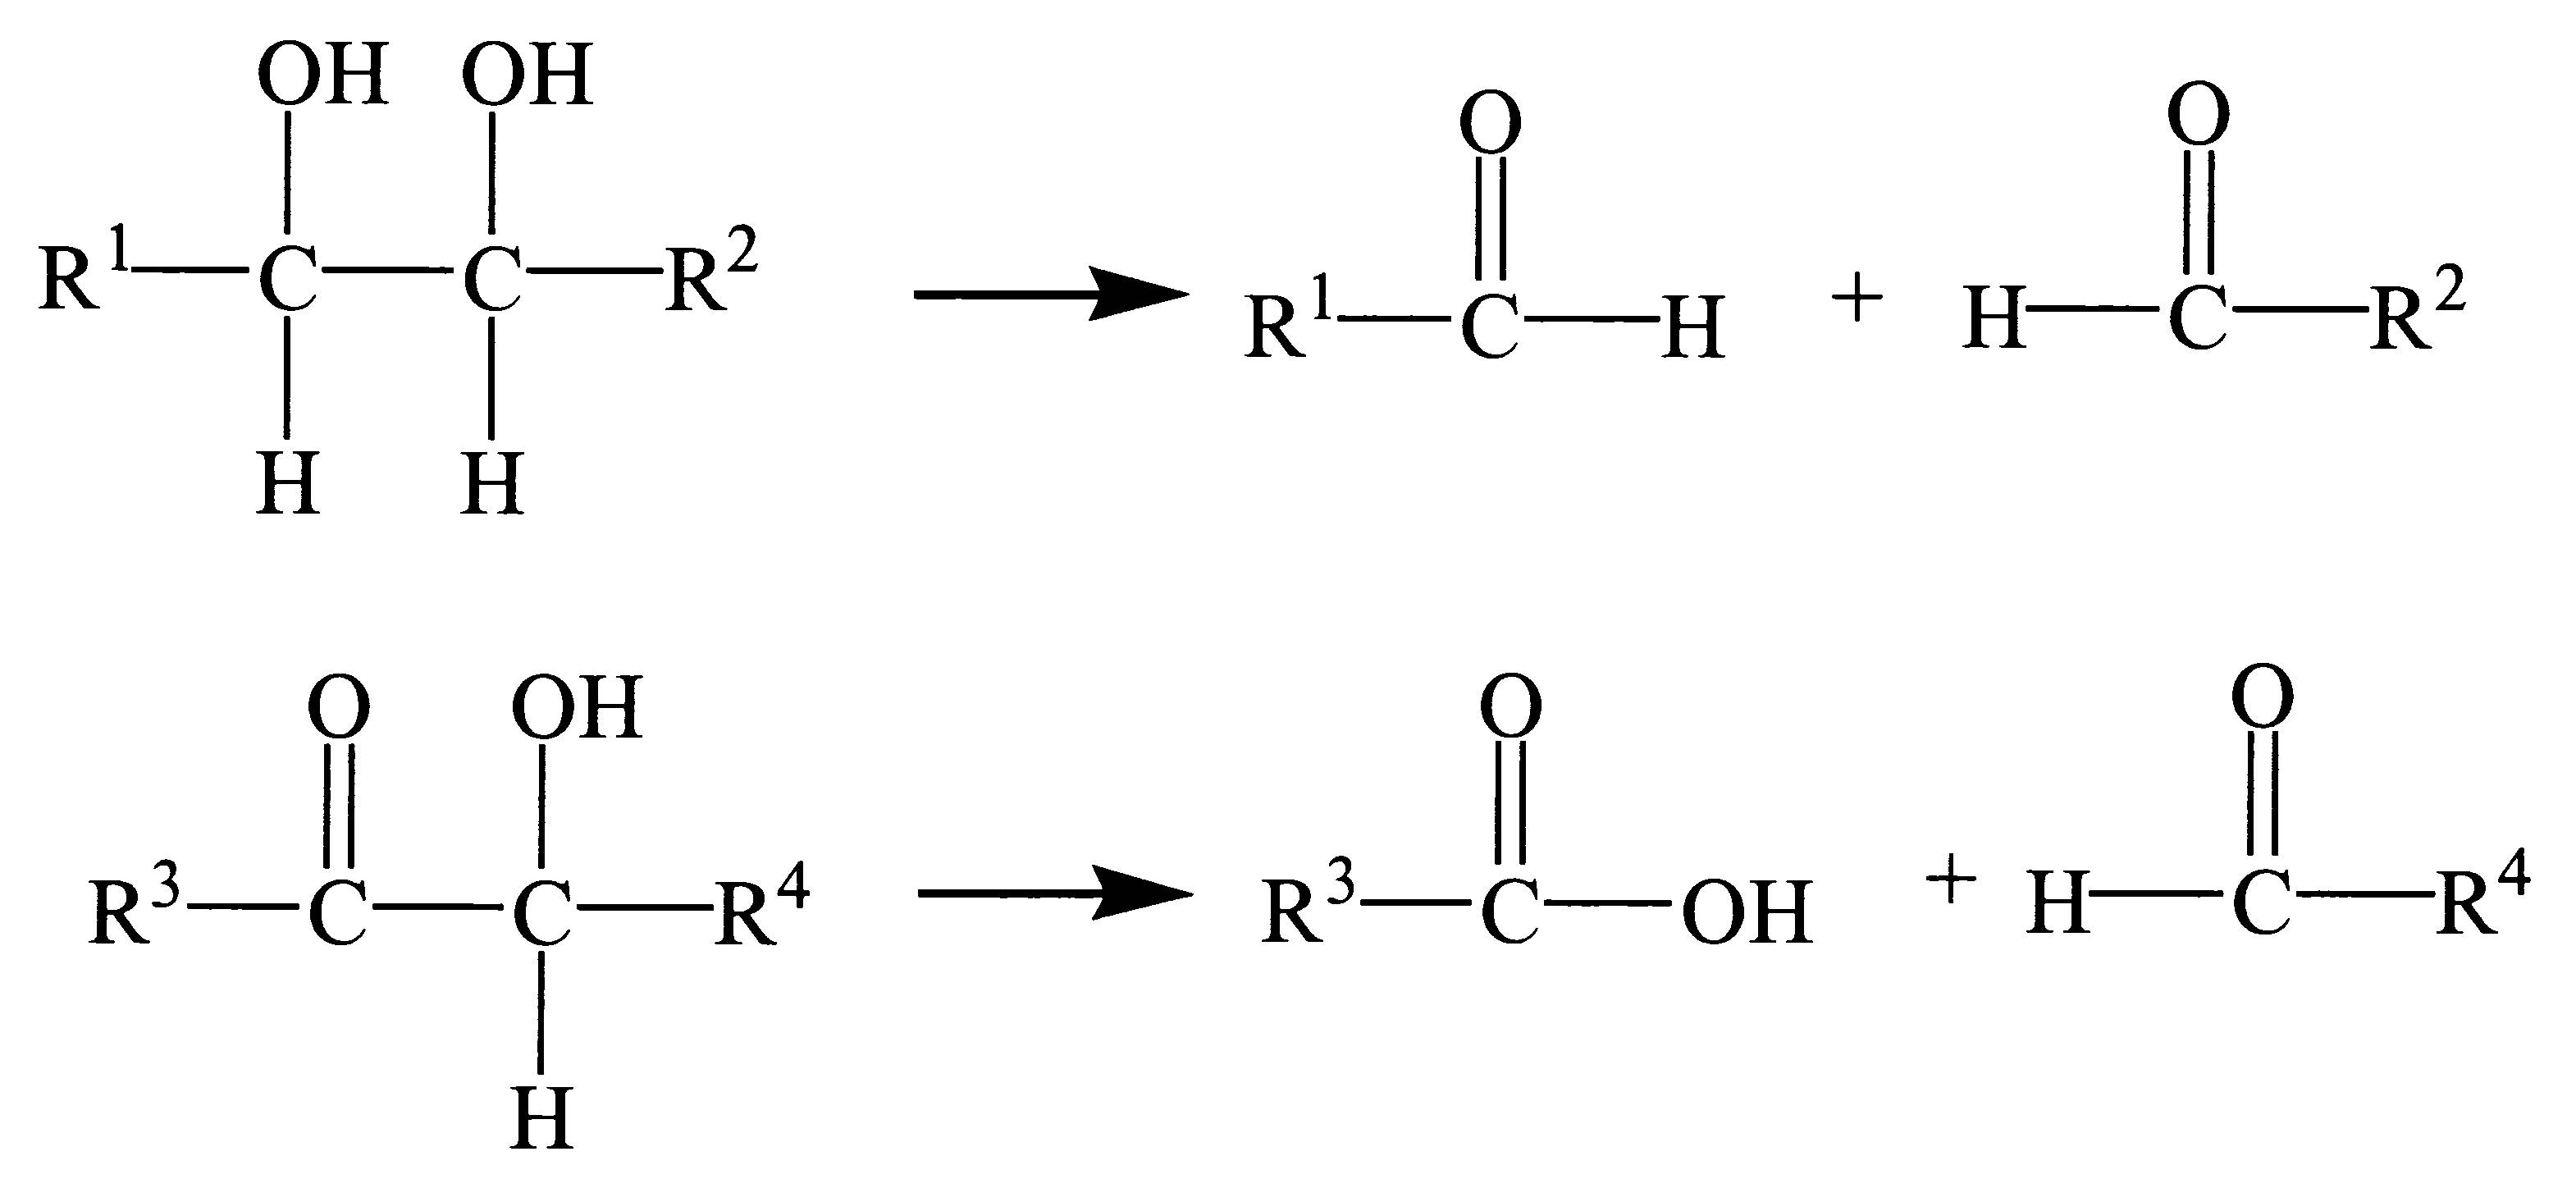 OH OH O O
R¹ C C R² R¹ C H + H C R²
H H
O OH O O
R³ C C R⁴ R³ C OH + H C R⁴
H